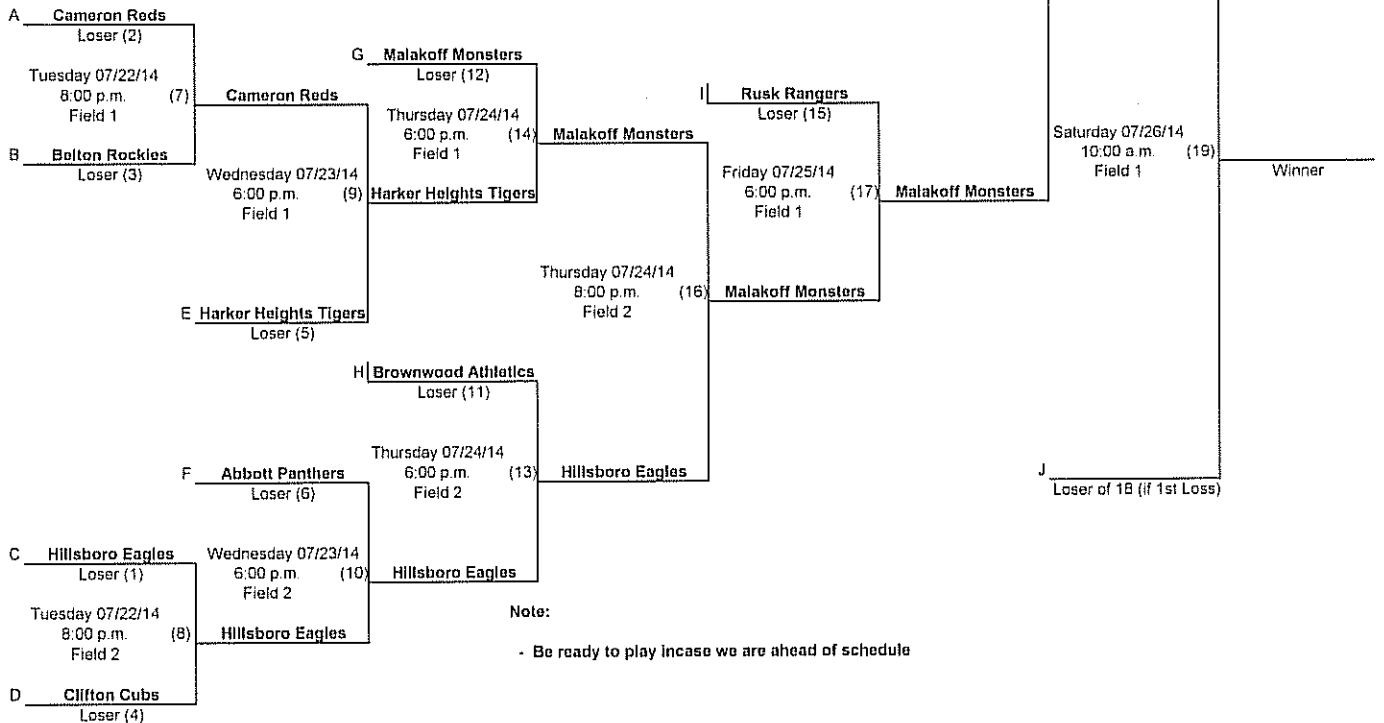 A Cameron Reds
Loser (2)
Tuesday 07/22/14
8:00 p.m. (7)
Field 1
Cameron Reds
B Belton Rockies
Loser (3)
G Malakoff Monsters
Loser (12)
Thursday 07/24/14
6:00 p.m. (14)
Field 1
Malakoff Monsters
Wednesday 07/23/14
6:00 p.m. (9)
Field 1
Harker Heights Tigers
E Harker Heights Tigers
Loser (5)
I Rusk Rangers
Loser (15)
Friday 07/25/14
6:00 p.m. (17)
Field 1
Malakoff Monsters
Saturday 07/26/14
10:00 a.m. (19)
Field 1
Winner
Thursday 07/24/14
8:00 p.m. (16)
Field 2
Malakoff Monsters
H Brownwood Athletics
Loser (11)
Thursday 07/24/14
6:00 p.m. (13)
Field 2
Hillsboro Eagles
J
Loser of 18 (if 1st Loss)
F Abbott Panthers
Loser (6)
Wednesday 07/23/14
6:00 p.m. (10)
Field 2
Hillsboro Eagles
C Hillsboro Eagles
Loser (1)
Tuesday 07/22/14
8:00 p.m. (8)
Field 2
Hillsboro Eagles
D Clifton Cubs
Loser (4)
Note:
- Be ready to play incase we are ahead of schedule